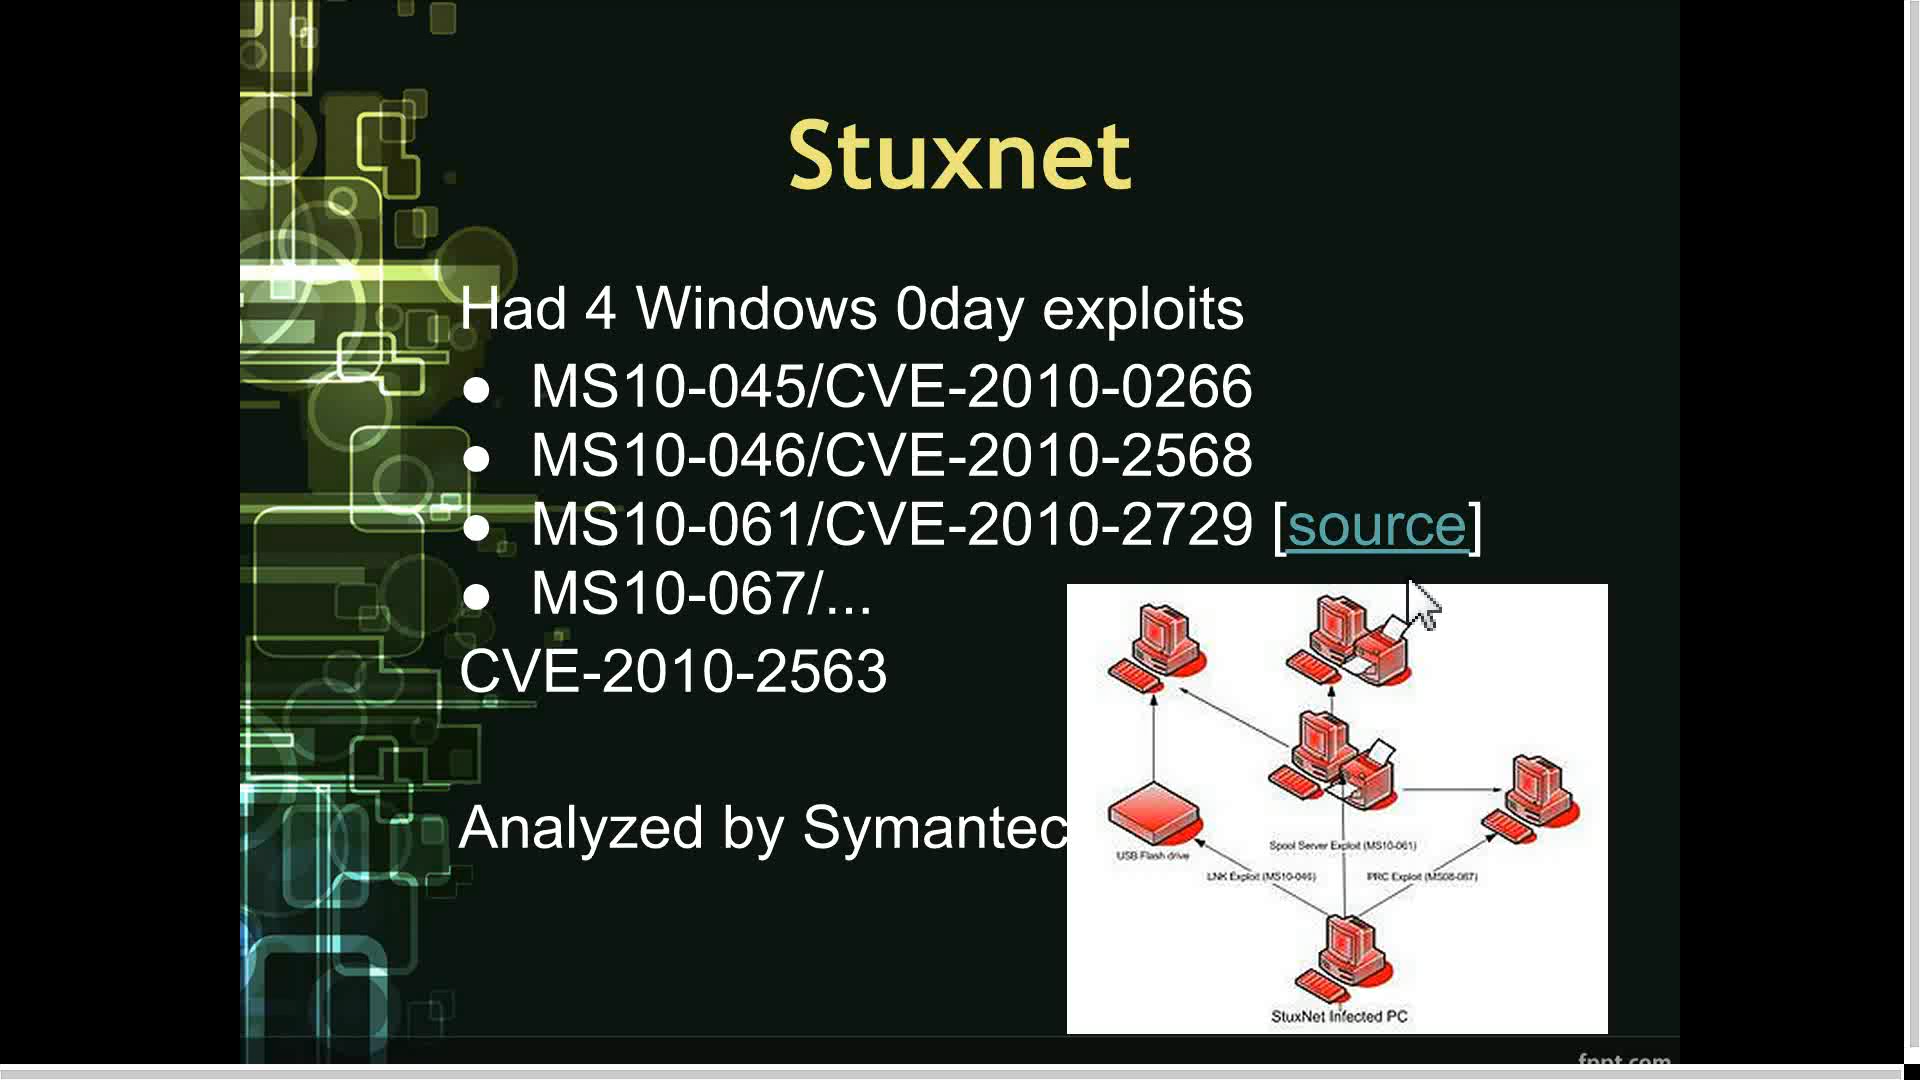 Stuxnet
Had 4 Windows 0day exploits
● MS10-045/CVE-2010-0266
● MS10-046/CVE-2010-2568
● MS10-061/CVE-2010-2729 [source]
● MS10-067/...
CVE-2010-2563
Analyzed by Symantec
USB Flash drive
Spool Server Exploit (MS10-061)
LNK Exploit (MS10-046)
PRC Exploit (MS08-067)
StuxNet Infected PC
fppt.com